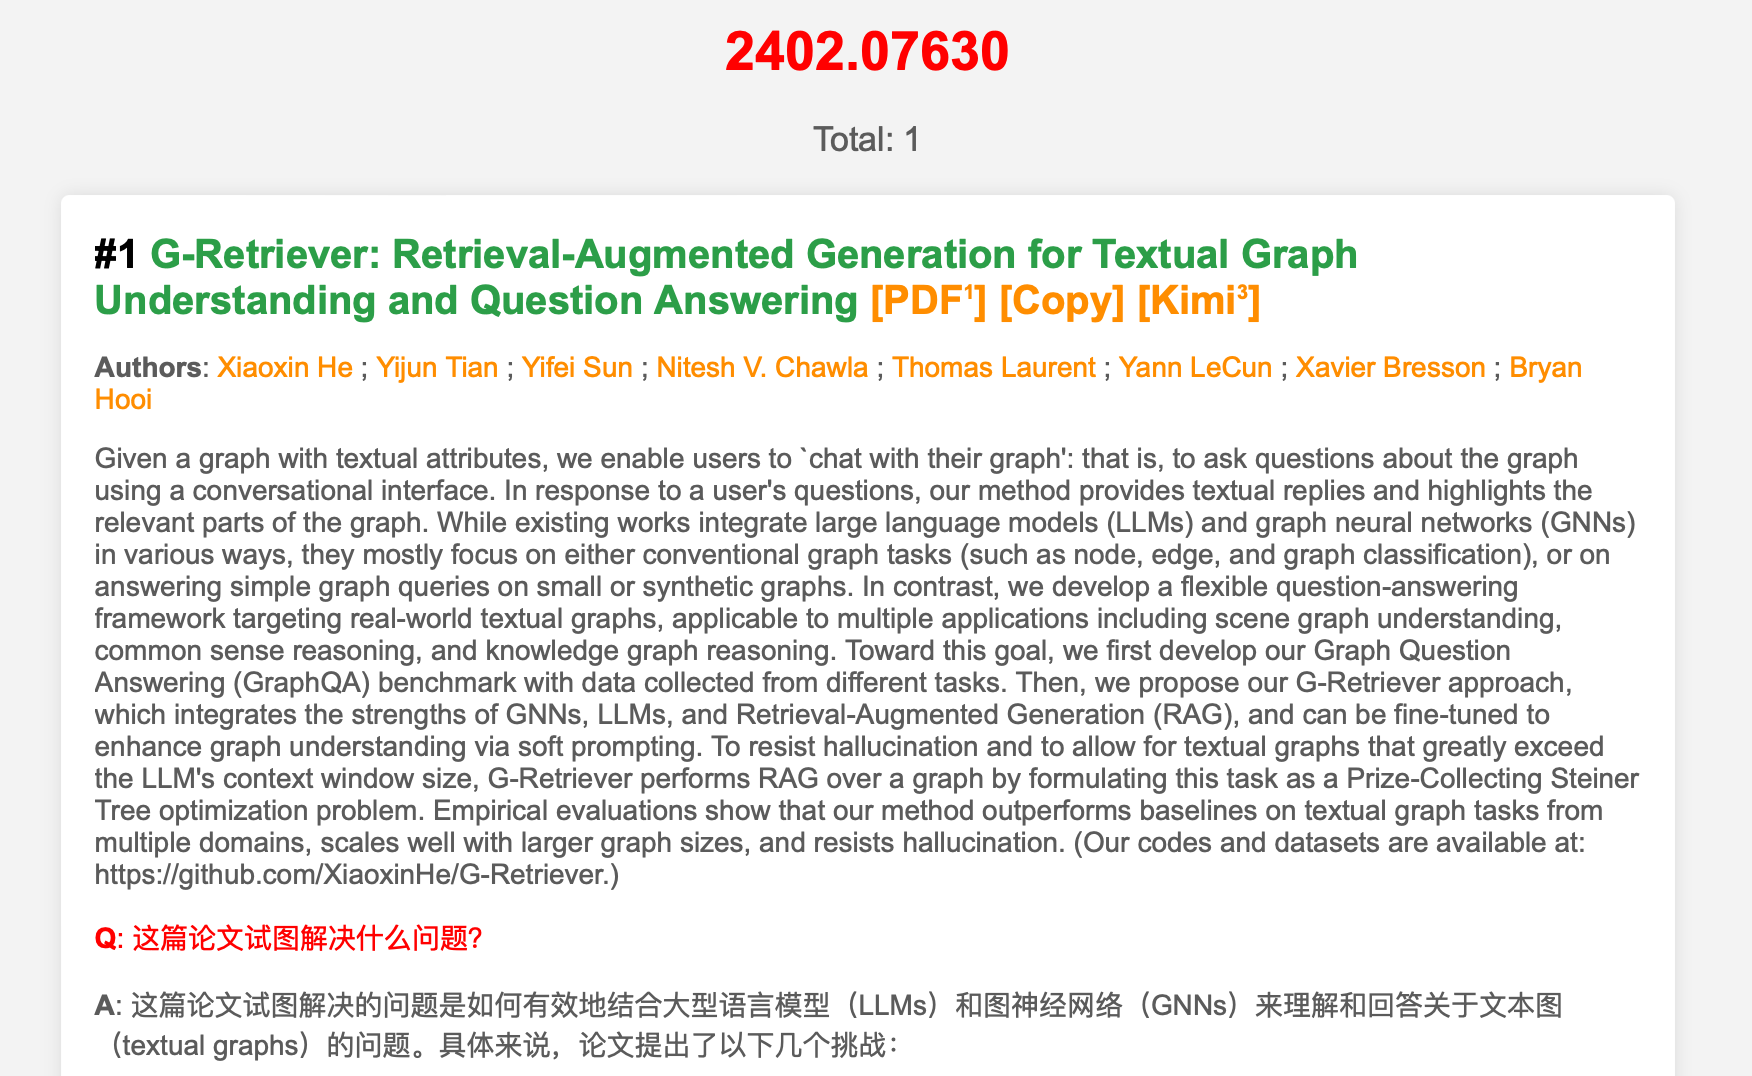 2402.07630
Total: 1
#1 G-Retriever: Retrieval-Augmented Generation for Textual Graph
Understanding and Question Answering [PDF¹] [Copy] [Kimi³]
Authors: Xiaoxin He ; Yijun Tian ; Yifei Sun ; Nitesh V. Chawla ; Thomas Laurent ; Yann LeCun ; Xavier Bresson ; Bryan
Hooi
Given a graph with textual attributes, we enable users to `chat with their graph': that is, to ask questions about the graph
using a conversational interface. In response to a user's questions, our method provides textual replies and highlights the
relevant parts of the graph. While existing works integrate large language models (LLMs) and graph neural networks (GNNs)
in various ways, they mostly focus on either conventional graph tasks (such as node, edge, and graph classification), or on
answering simple graph queries on small or synthetic graphs. In contrast, we develop a flexible question-answering
framework targeting real-world textual graphs, applicable to multiple applications including scene graph understanding,
common sense reasoning, and knowledge graph reasoning. Toward this goal, we first develop our Graph Question
Answering (GraphQA) benchmark with data collected from different tasks. Then, we propose our G-Retriever approach,
which integrates the strengths of GNNs, LLMs, and Retrieval-Augmented Generation (RAG), and can be fine-tuned to
enhance graph understanding via soft prompting. To resist hallucination and to allow for textual graphs that greatly exceed
the LLM's context window size, G-Retriever performs RAG over a graph by formulating this task as a Prize-Collecting Steiner
Tree optimization problem. Empirical evaluations show that our method outperforms baselines on textual graph tasks from
multiple domains, scales well with larger graph sizes, and resists hallucination. (Our codes and datasets are available at:
https://github.com/XiaoxinHe/G-Retriever.)
Q: 这篇论文试图解决什么问题?
A: 这篇论文试图解决的问题是如何有效地结合大型语言模型（LLMs）和图神经网络（GNNs）来理解和回答关于文本图
（textual graphs）的问题。具体来说，论文提出了以下几个挑战：